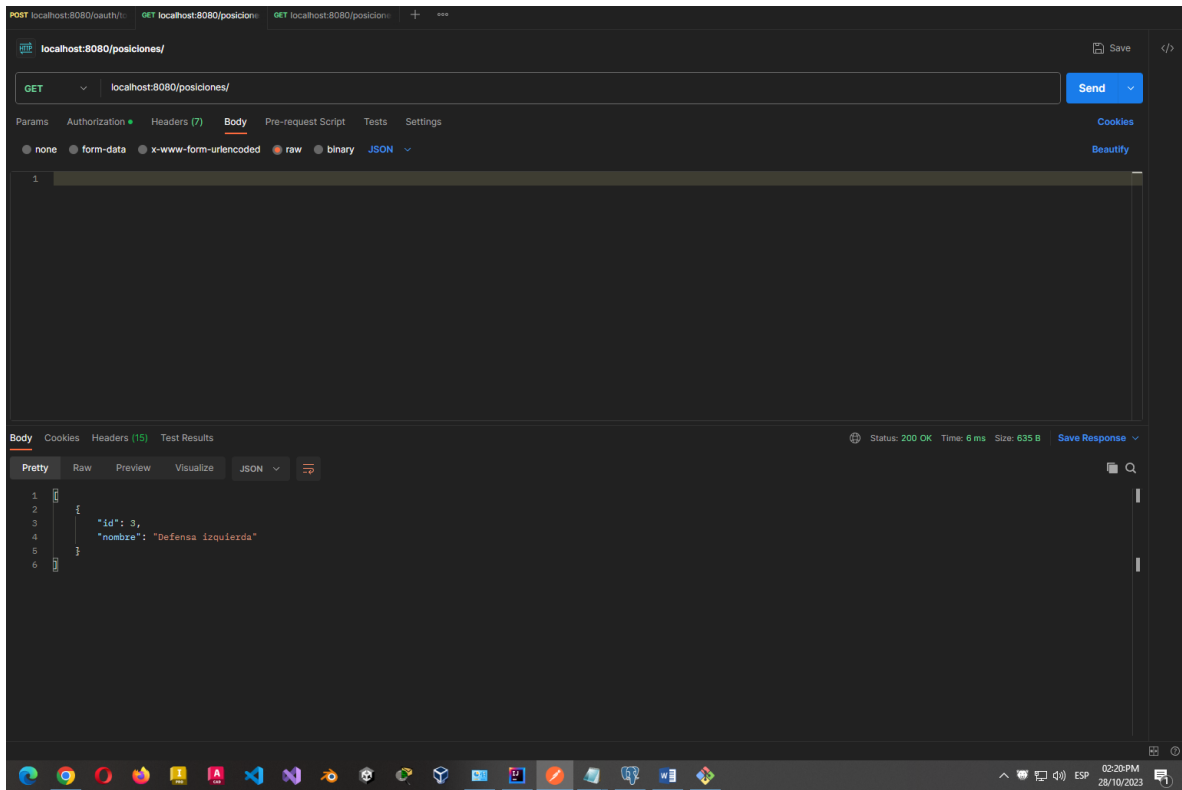 POST localhost:8080/oauth/to GET localhost:8080/posicione GET localhost:8080/posicione
HTTP localhost:8080/posiciones/ Save </>
GET localhost:8080/posiciones/ Send
Params Authorization Headers (7) Body Pre-request Script Tests Settings Cookies
none form-data x-www-form-urlencoded raw binary JSON Beautify
1
Body Cookies Headers (15) Test Results Status: 200 OK Time: 6 ms Size: 635 B Save Response
Pretty Raw Preview Visualize JSON
1 [
2 {
3 "id": 3,
4 "nombre": "Defensa izquierda"
5 }
6 ]
ESP 02:20:PM
28/10/2023